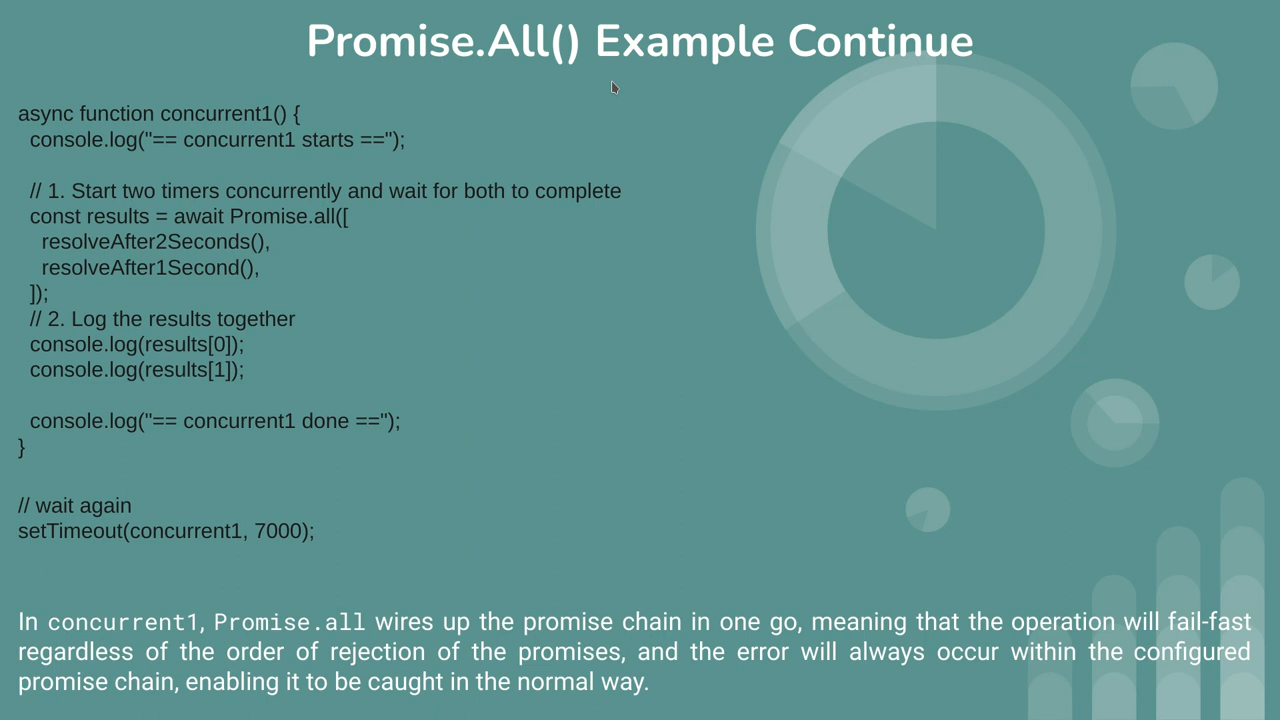 Promise.All() Example Continue
async function concurrent1() {
  console.log("== concurrent1 starts ==");
  // 1. Start two timers concurrently and wait for both to complete
  const results = await Promise.all([
    resolveAfter2Seconds(),
    resolveAfter1Second(),
  ]);
  // 2. Log the results together
  console.log(results[0]);
  console.log(results[1]);
  console.log("== concurrent1 done ==");
}
// wait again
setTimeout(concurrent1, 7000);
In concurrent1, Promise.all wires up the promise chain in one go, meaning that the operation will fail-fast
regardless of the order of rejection of the promises, and the error will always occur within the configured
promise chain, enabling it to be caught in the normal way.